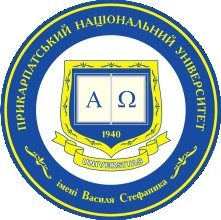 ПРИКАРПАТСЬКИЙ НАЦІОНАЛЬНИЙ УНІВЕРСИТЕТ
Α Ω
1940
UNIVERSITAS
імені Василя Стефаника